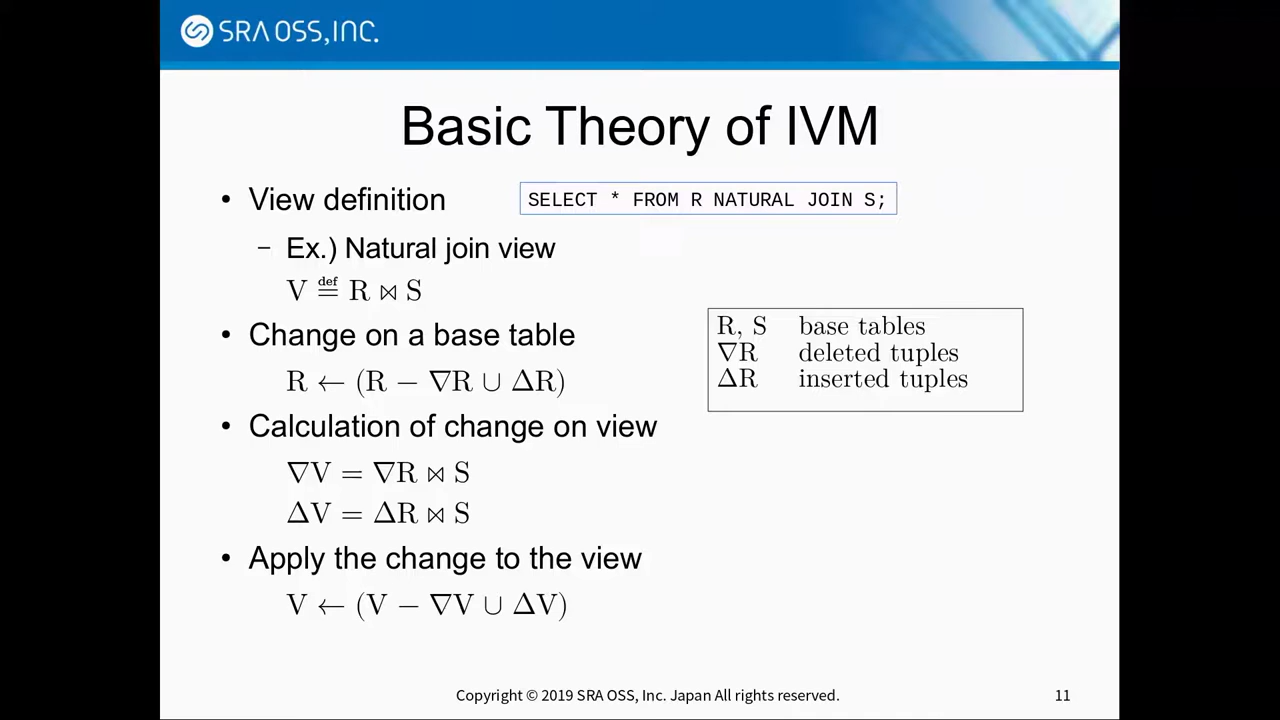 SRA OSS, INC.
Basic Theory of IVM
• View definition
SELECT * FROM R NATURAL JOIN S;
– Ex.) Natural join view
V ≝ R ⋈ S
• Change on a base table
R ← (R − ∇R ∪ ΔR)
R, S base tables
∇R deleted tuples
ΔR inserted tuples
• Calculation of change on view
∇V = ∇R ⋈ S
ΔV = ΔR ⋈ S
• Apply the change to the view
V ← (V − ∇V ∪ ΔV)
Copyright © 2019 SRA OSS, Inc. Japan All rights reserved.
11